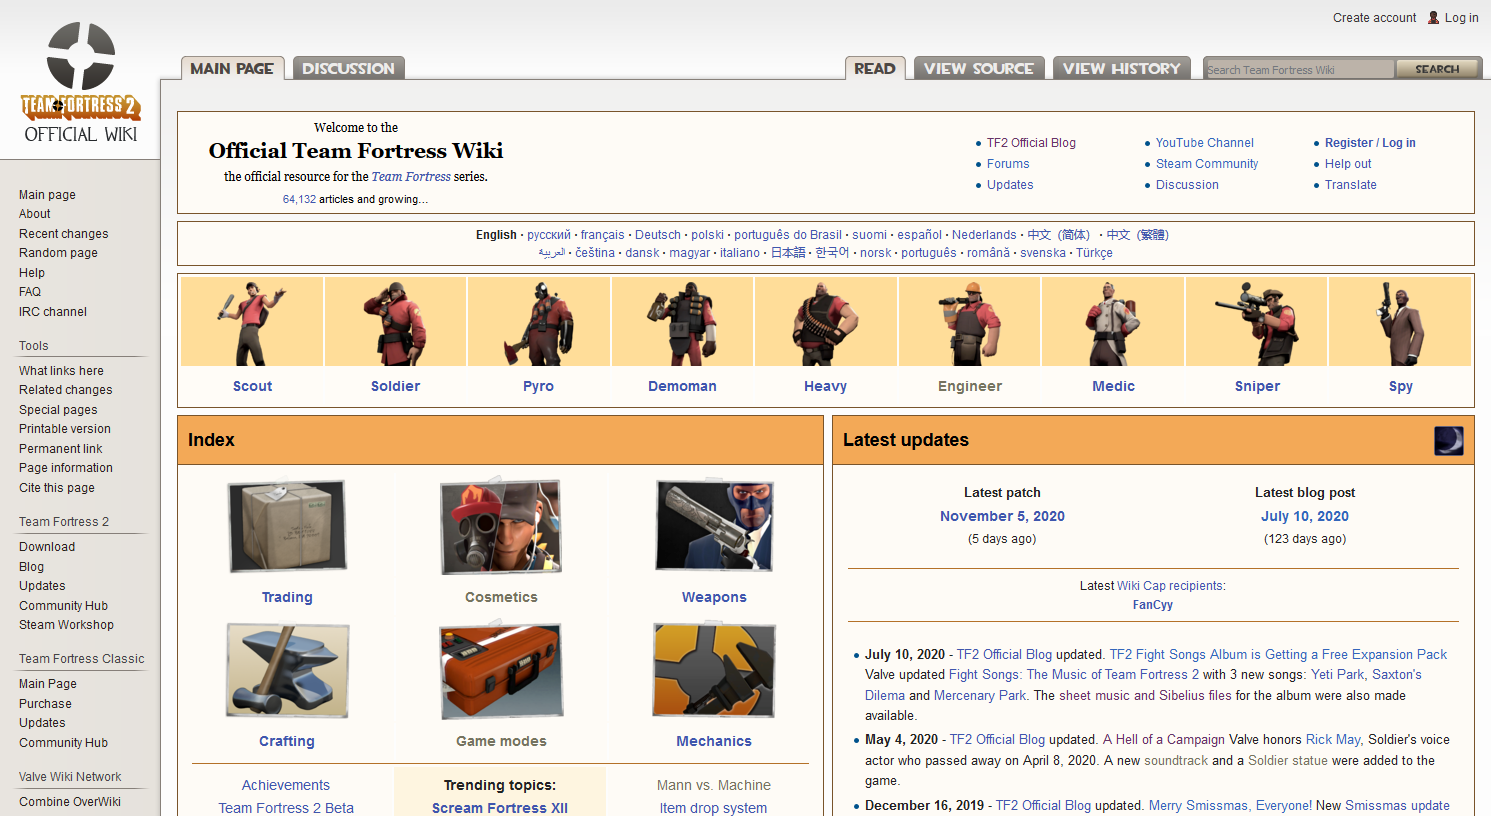 Create account Log in
TEAM FORTRESS 2
OFFICIAL WIKI
MAIN PAGE DISCUSSION READ VIEW SOURCE VIEW HISTORY Search Team Fortress Wiki SEARCH
Main page
About
Recent changes
Random page
Help
FAQ
IRC channel
Tools
What links here
Related changes
Special pages
Printable version
Permanent link
Page information
Cite this page
Team Fortress 2
Download
Blog
Updates
Community Hub
Steam Workshop
Team Fortress Classic
Main Page
Purchase
Updates
Community Hub
Valve Wiki Network
Combine OverWiki
Welcome to the
Official Team Fortress Wiki
the official resource for the Team Fortress series.
64,132 articles and growing...
• TF2 Official Blog
• Forums
• Updates
• YouTube Channel
• Steam Community
• Discussion
• Register / Log in
• Help out
• Translate
English · русский · français · Deutsch · polski · português do Brasil · suomi · español · Nederlands · 中文（简体） · 中文（繁體）
العربية · čeština · dansk · magyar · italiano · 日本語 · 한국어 · norsk · português · română · svenska · Türkçe
Scout Soldier Pyro Demoman Heavy Engineer Medic Sniper Spy
Index
Trading Cosmetics Weapons
Crafting Game modes Mechanics
Achievements
Team Fortress 2 Beta
Trending topics:
Scream Fortress XII
Mann vs. Machine
Item drop system
Latest updates
Latest patch
November 5, 2020
(5 days ago)
Latest blog post
July 10, 2020
(123 days ago)
Latest Wiki Cap recipients:
FanCyy
• July 10, 2020 - TF2 Official Blog updated. TF2 Fight Songs Album is Getting a Free Expansion Pack
Valve updated Fight Songs: The Music of Team Fortress 2 with 3 new songs: Yeti Park, Saxton's
Dilema and Mercenary Park. The sheet music and Sibelius files for the album were also made
available.
• May 4, 2020 - TF2 Official Blog updated. A Hell of a Campaign Valve honors Rick May, Soldier's voice
actor who passed away on April 8, 2020. A new soundtrack and a Soldier statue were added to the
game.
• December 16, 2019 - TF2 Official Blog updated. Merry Smissmas, Everyone! New Smissmas update